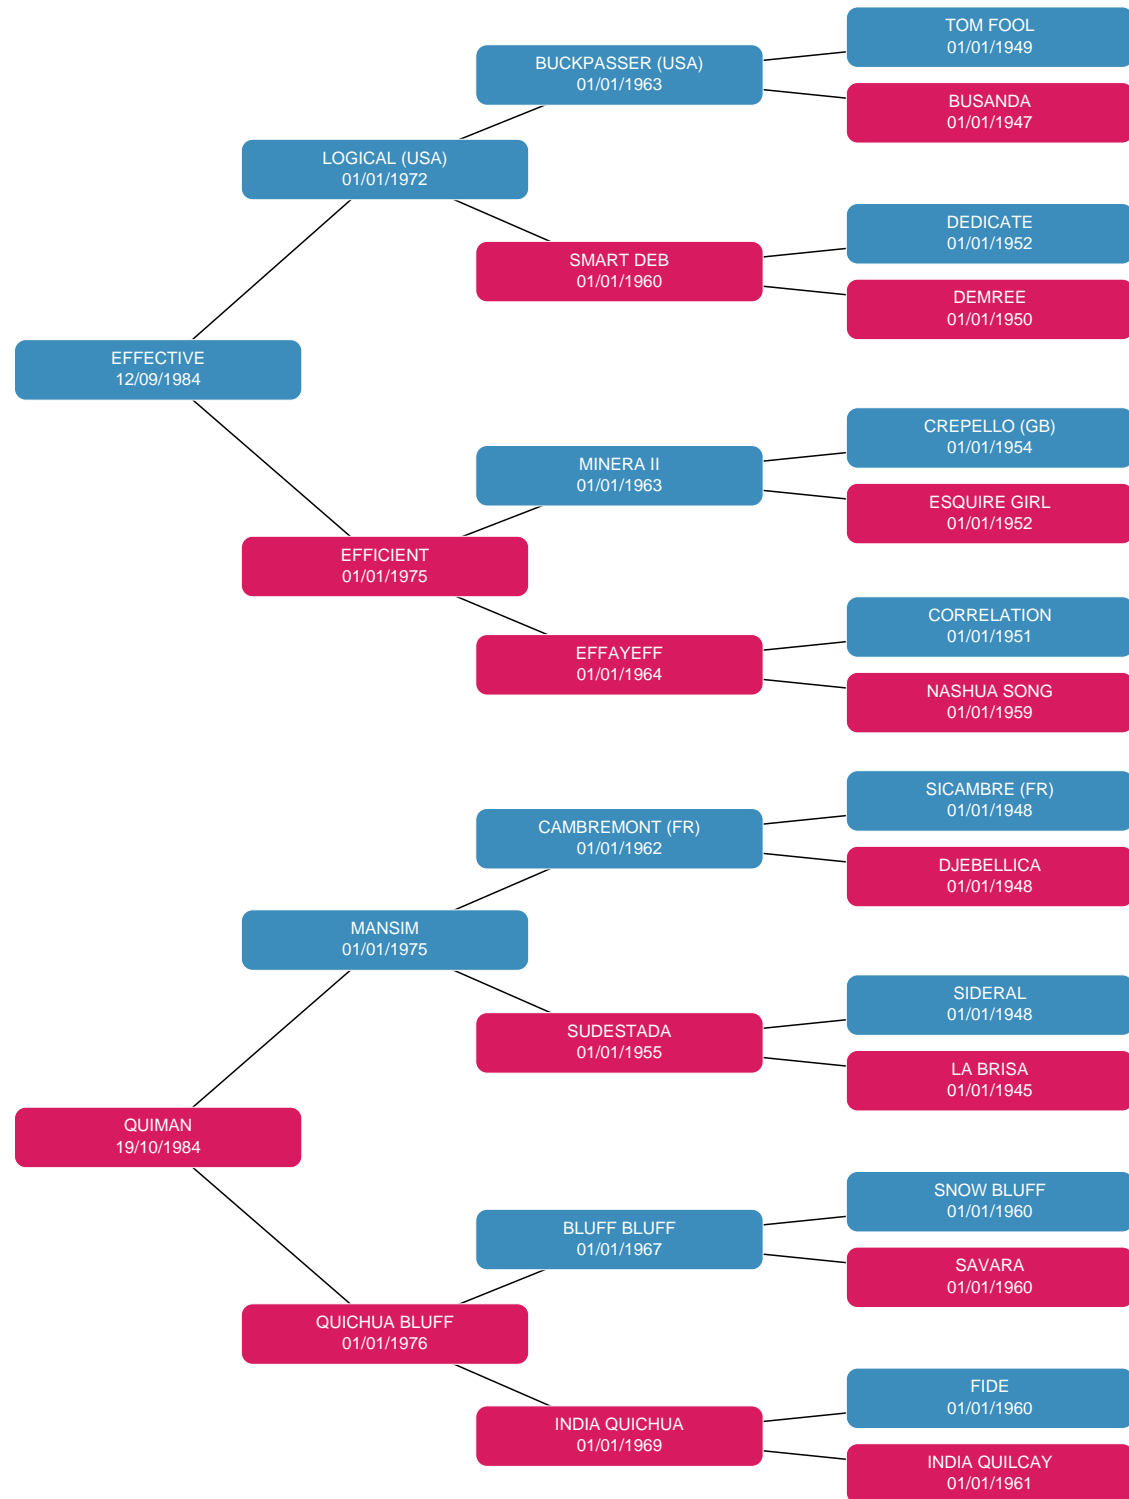 TOM FOOL
01/01/1949
BUCKPASSER (USA)
01/01/1963
BUSANDA
01/01/1947
LOGICAL (USA)
01/01/1972
DEDICATE
01/01/1952
SMART DEB
01/01/1960
DEMREE
01/01/1950
EFFECTIVE
12/09/1984
CREPELLO (GB)
01/01/1954
MINERA II
01/01/1963
ESQUIRE GIRL
01/01/1952
EFFICIENT
01/01/1975
CORRELATION
01/01/1951
EFFAYEFF
01/01/1964
NASHUA SONG
01/01/1959
SICAMBRE (FR)
01/01/1948
CAMBREMONT (FR)
01/01/1962
DJEBELLICA
01/01/1948
MANSIM
01/01/1975
SIDERAL
01/01/1948
SUDESTADA
01/01/1955
LA BRISA
01/01/1945
QUIMAN
19/10/1984
SNOW BLUFF
01/01/1960
BLUFF BLUFF
01/01/1967
SAVARA
01/01/1960
QUICHUA BLUFF
01/01/1976
FIDE
01/01/1960
INDIA QUICHUA
01/01/1969
INDIA QUILCAY
01/01/1961